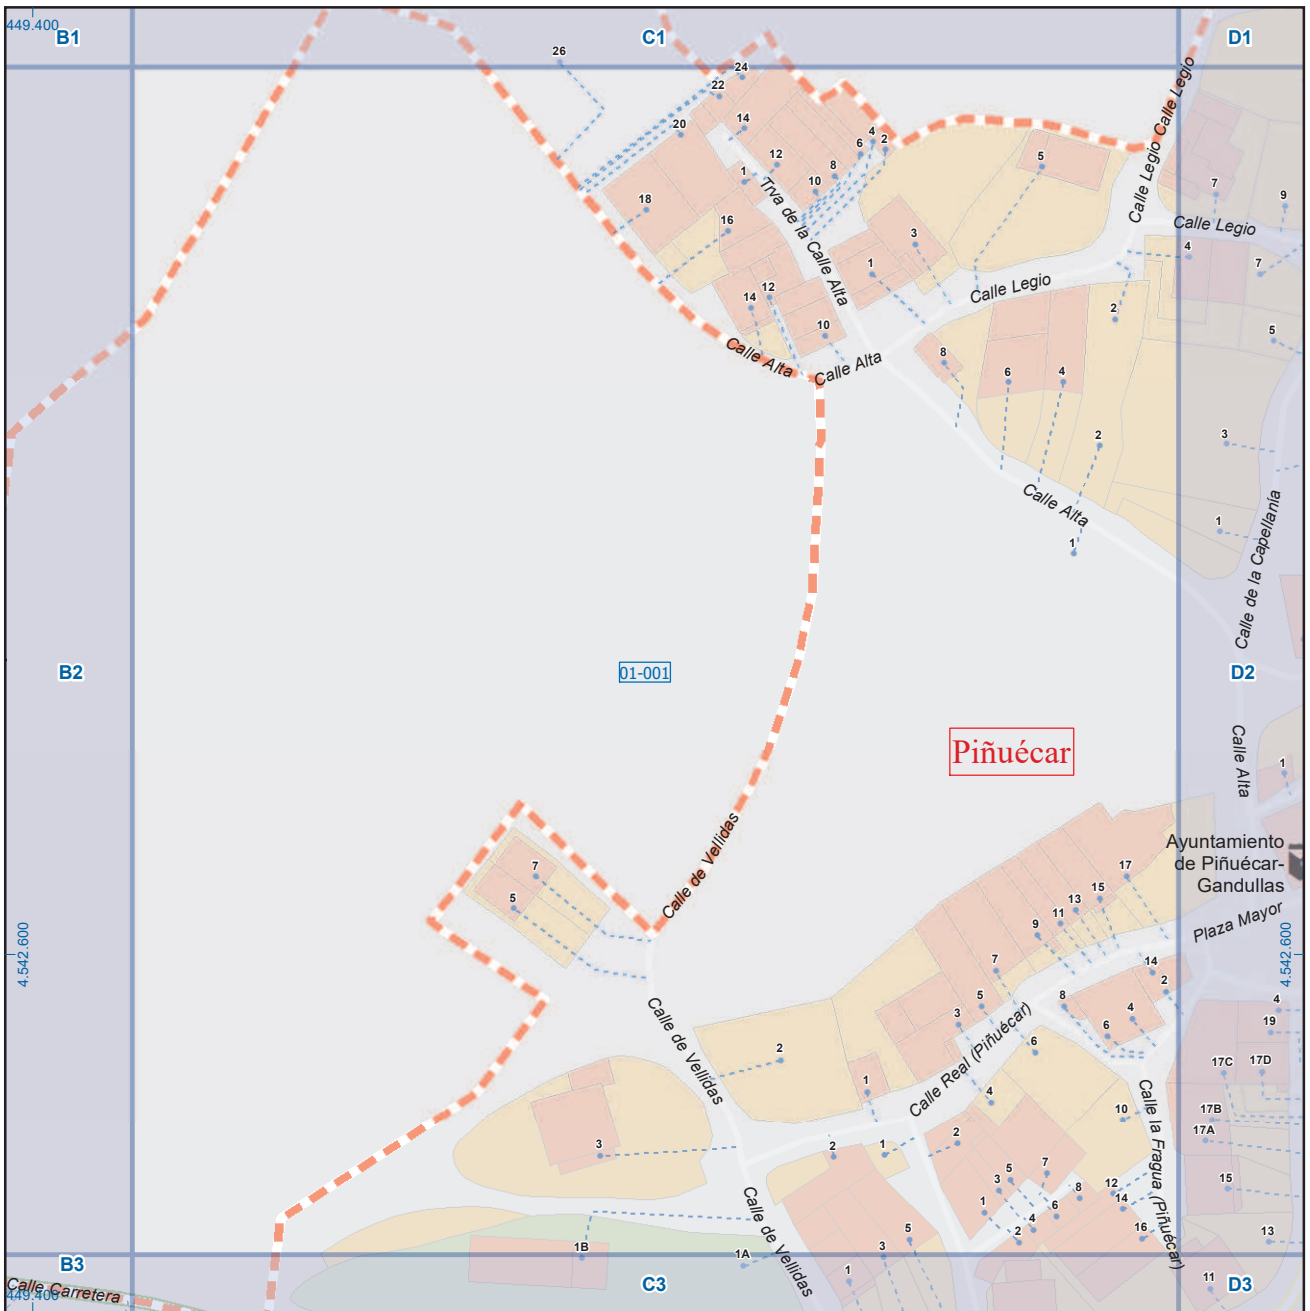 449.400
B1
C1
D1
26
24
22
20
14
12
1
18
16
14
12
10
10
8
6
4
2
Trva de la Calle Alta
1
3
5
Calle Legio
Calle Legio
7
9
Calle Legio
4
7
5
Calle Legio
2
8
6
4
2
Calle Alta
Calle Alta
Calle Alta
1
3
1
Calle de la Capellanía
B2
01-001
D2
Piñuécar
Calle Alta
1
Calle de Vellidas
7
5
Ayuntamiento
de Piñuécar-
Gandullas
Plaza Mayor
17
15
13
11
9
7
5
3
1
4.542.600
4.542.600
14
2
8
4
6
6
4
Calle de Vellidas
2
Calle Real (Piñuécar)
4
19
17C
17D
17B
17A
15
13
11
10
Calle la Fragua (Piñuécar)
3
2
1
2
7
5
3
1
8
6
4
2
12
14
16
Calle de Vellidas
1B
1A
5
3
1
B3
C3
D3
Calle Carretera
449.400